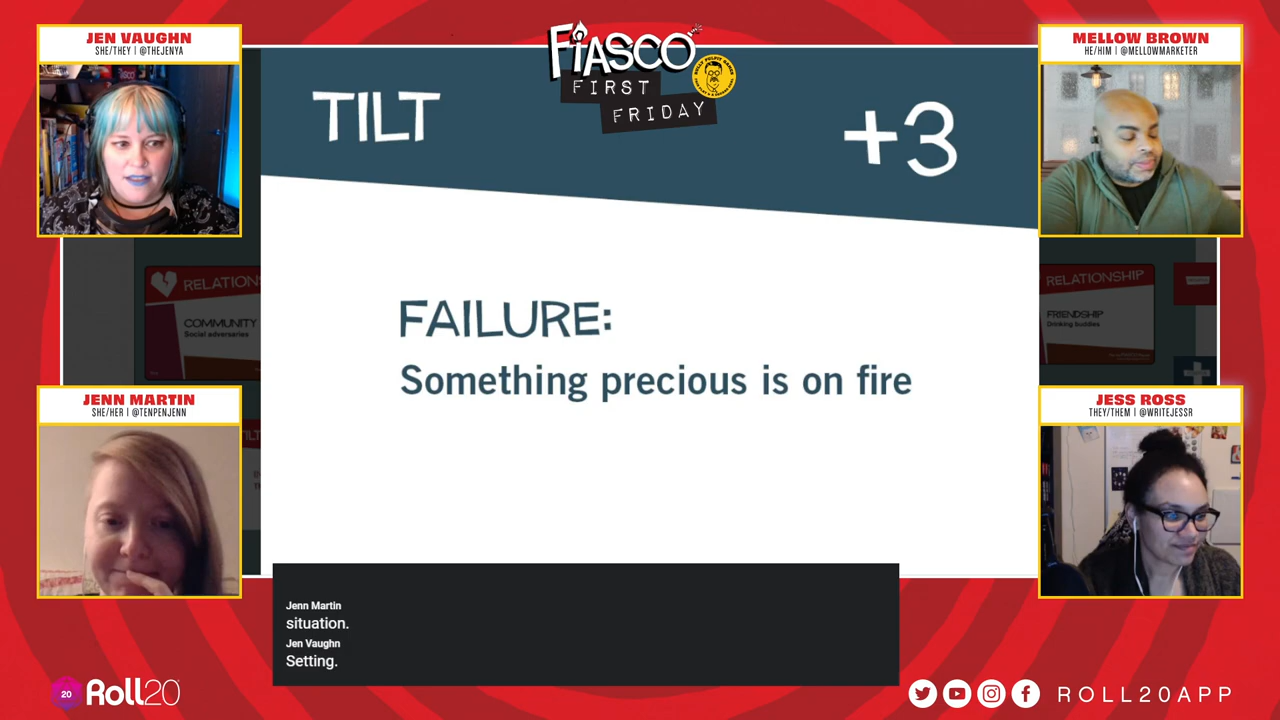 JEN VAUGHN
SHE/THEY | @THEJENYA
FIASCO
FIRST
FRIDAY
MELLOW BROWN
HE/HIM | @MELLOWMARKETER
TILT
+3
RELATIONS
COMMUNITY
Social adversaries
FAILURE:
Something precious is on fire
RELATIONSHIP
FRIENDSHIP
Drinking buddies
JENN MARTIN
SHE/HER | @TENPENJENN
JESS ROSS
THEY/THEM | @WRITEJESSR
Jenn Martin
situation.
Jen Vaughn
Setting.
20
Roll20
ROLL20APP